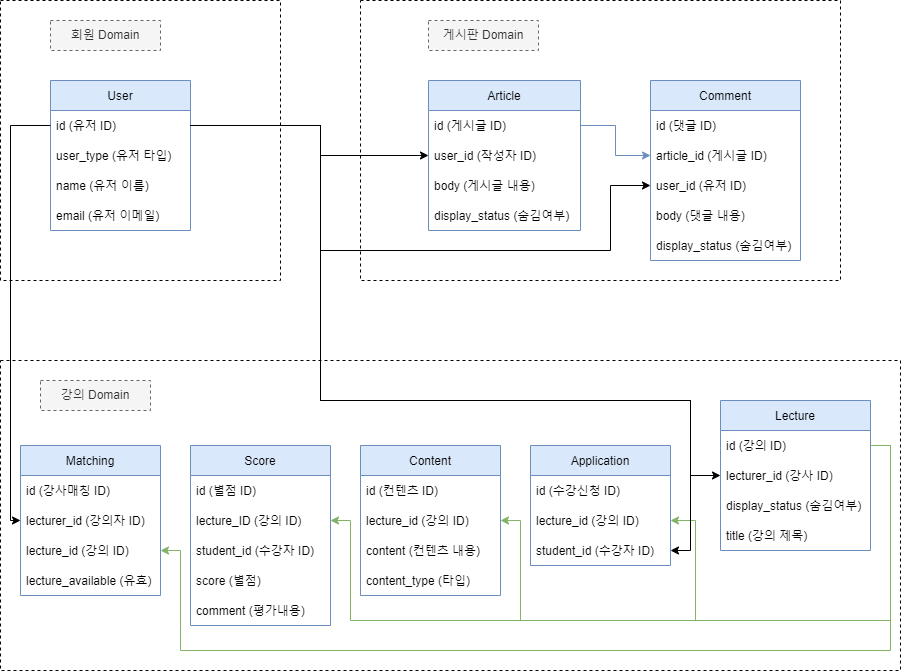 회원 Domain
게시판 Domain
User
id (유저 ID)
user_type (유저 타입)
name (유저 이름)
email (유저 이메일)
Article
id (게시글 ID)
user_id (작성자 ID)
body (게시글 내용)
display_status (숨김여부)
Comment
id (댓글 ID)
article_id (게시글 ID)
user_id (유저 ID)
body (댓글 내용)
display_status (숨김여부)
강의 Domain
Matching
id (강사매칭 ID)
lecturer_id (강의자 ID)
lecture_id (강의 ID)
lecture_available (유효)
Score
id (별점 ID)
lecture_ID (강의 ID)
student_id (수강자 ID)
score (별점)
comment (평가내용)
Content
id (컨텐츠 ID)
lecture_id (강의 ID)
content (컨텐츠 내용)
content_type (타입)
Application
id (수강신청 ID)
lecture_id (강의 ID)
student_id (수강자 ID)
Lecture
id (강의 ID)
lecturer_id (강사 ID)
display_status (숨김여부)
title (강의 제목)